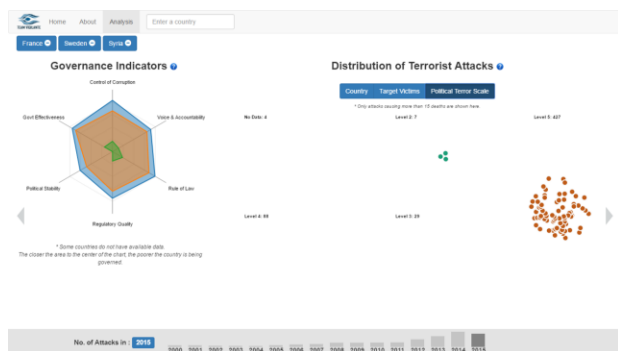 Home About Analysis Enter a country
France Sweden Syria
Governance Indicators
Control of Corruption
Govt Effectiveness
Voice & Accountability
Political Stability
Rule of Law
Regulatory Quality
* Some countries do not have available data.
The closer the area to the center of the chart, the poorer the country is being
governed.
Distribution of Terrorist Attacks
Country Target Victims Political Terror Scale
* Only attacks causing more than 15 deaths are shown here.
No Data: 4 Level 2: 7 Level 5: 427
Level 4: 88 Level 3: 20
No. of Attacks in : 2015
2000 2001 2002 2003 2004 2005 2006 2007 2008 2009 2010 2011 2012 2013 2014 2015